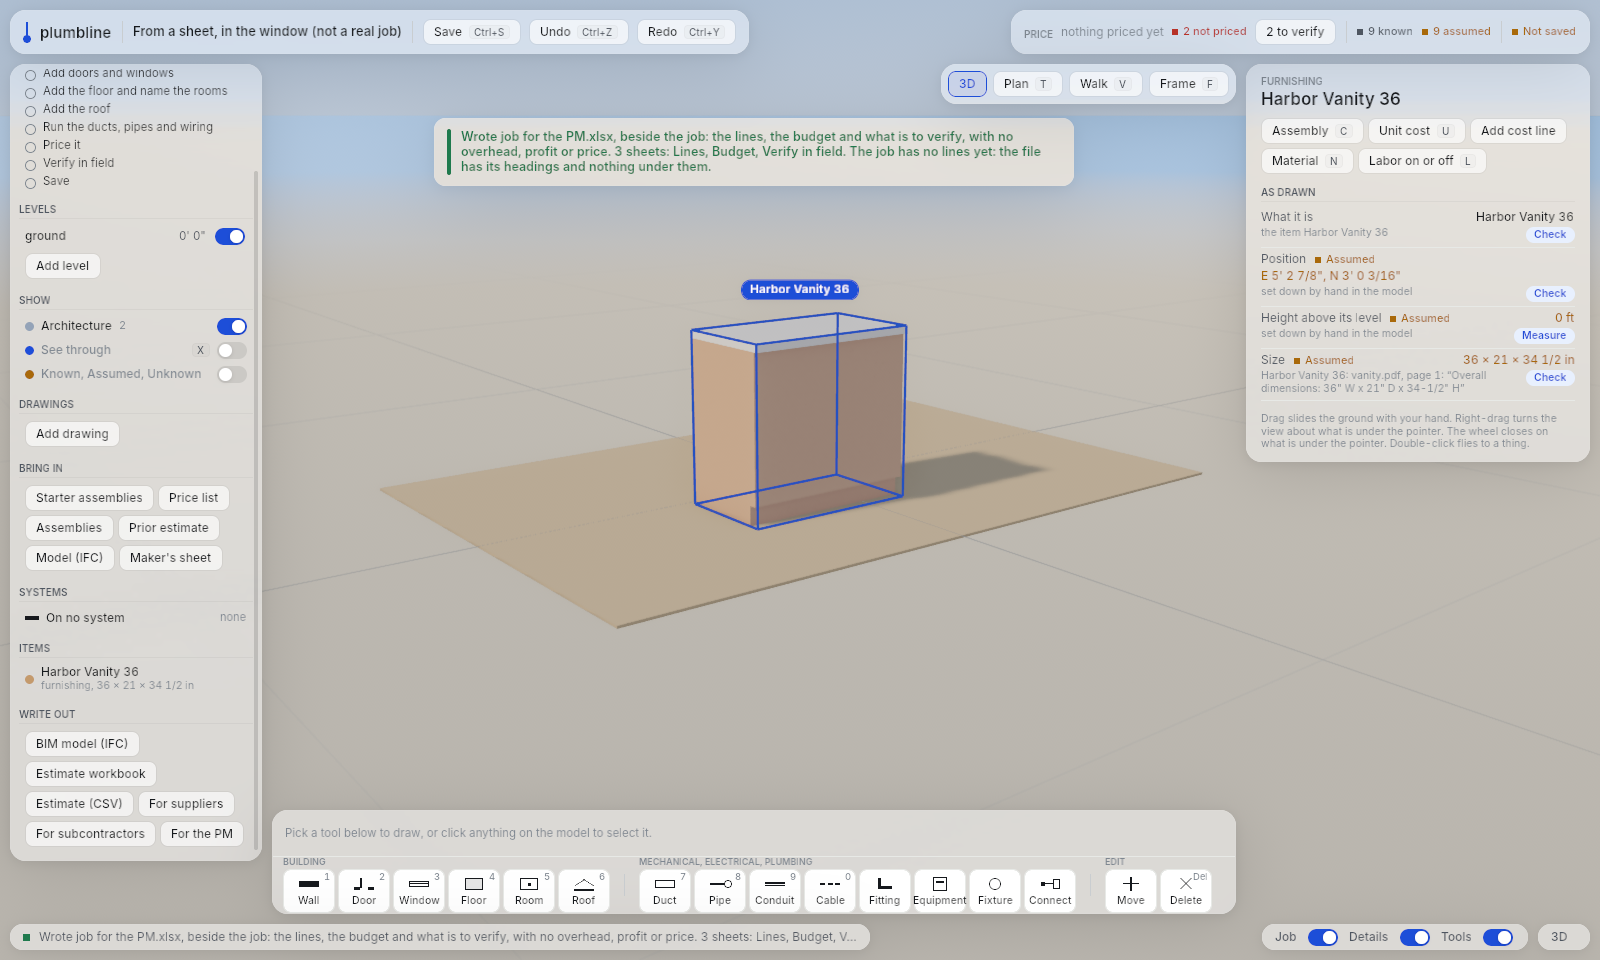 plumbline
From a sheet, in the window (not a real job)
Save Ctrl+S
Undo Ctrl+Z
Redo Ctrl+Y
PRICE nothing priced yet 2 not priced 2 to verify 9 known 9 assumed Not saved
Add doors and windows
Add the floor and name the rooms
Add the roof
Run the ducts, pipes and wiring
Price it
Verify in field
Save
LEVELS
ground 0' 0"
Add level
SHOW
Architecture 2
See through X
Known, Assumed, Unknown
DRAWINGS
Add drawing
BRING IN
Starter assemblies Price list
Assemblies Prior estimate
Model (IFC) Maker's sheet
SYSTEMS
On no system none
ITEMS
Harbor Vanity 36
furnishing, 36 × 21 × 34 1/2 in
WRITE OUT
BIM model (IFC)
Estimate workbook
Estimate (CSV) For suppliers
For subcontractors For the PM
3D Plan T Walk V Frame F
Wrote job for the PM.xlsx, beside the job: the lines, the budget and what is to verify, with no
overhead, profit or price. 3 sheets: Lines, Budget, Verify in field. The job has no lines yet: the file
has its headings and nothing under them.
Harbor Vanity 36
FURNISHING
Harbor Vanity 36
Assembly C Unit cost U Add cost line
Material N Labor on or off L
AS DRAWN
What it is Harbor Vanity 36
the item Harbor Vanity 36 Check
Position Assumed
E 5' 2 7/8", N 3' 0 3/16"
set down by hand in the model Check
Height above its level Assumed 0 ft
set down by hand in the model Measure
Size Assumed 36 × 21 × 34 1/2 in
Harbor Vanity 36: vanity.pdf, page 1: "Overall Check
dimensions: 36" W x 21" D x 34-1/2" H"
Drag slides the ground with your hand. Right-drag turns the
view about what is under the pointer. The wheel closes on
what is under the pointer. Double-click flies to a thing.
Pick a tool below to draw, or click anything on the model to select it.
BUILDING MECHANICAL, ELECTRICAL, PLUMBING EDIT
1 2 3 4 5 6 7 8 9 0 Del
Wall Door Window Floor Room Roof Duct Pipe Conduit Cable Fitting Equipment Fixture Connect Move Delete
Wrote job for the PM.xlsx, beside the job: the lines, the budget and what is to verify, with no overhead, profit or price. 3 sheets: Lines, Budget, V...
Job Details Tools 3D